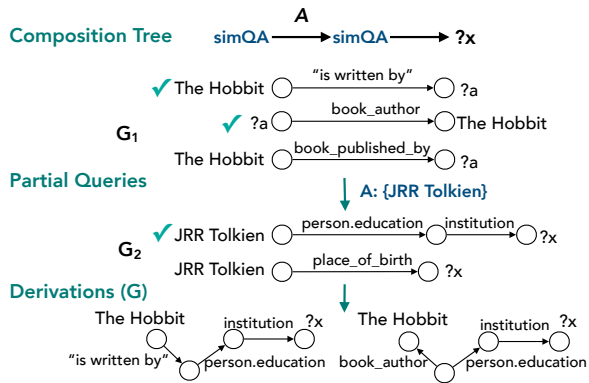 A
Composition Tree simQA simQA ?x
"is written by"
The Hobbit ?a
book_author
?a The Hobbit
G1
book_published_by
The Hobbit ?a
Partial Queries
A: {JRR Tolkien}
person.education institution
JRR Tolkien ?x
G2
place_of_birth
JRR Tolkien ?x
Derivations (G)
The Hobbit institution ?x The Hobbit institution ?x
"is written by" person.education book_author person.education